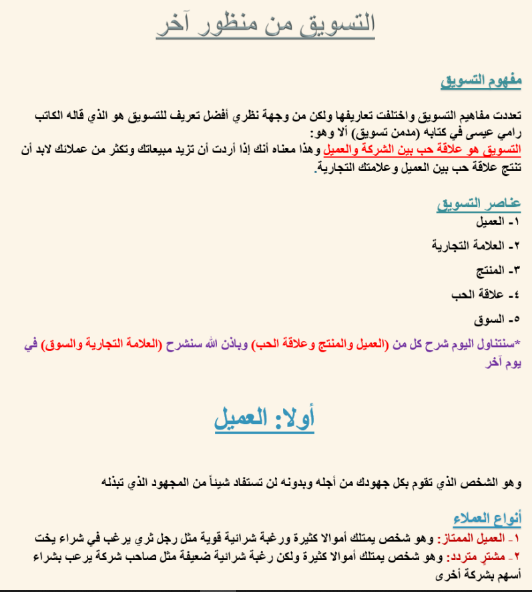 التسويق من منظور آخر
مفهوم التسويق
تعددت مفاهيم التسويق واختلفت تعاريفها ولكن من وجهة نظري أفضل تعريف للتسويق هو الذي قاله الكاتب
رامي عيسى في كتابه (مدمن تسويق) ألا وهو:
التسويق هو علاقة حب بين الشركة والعميل وهذا معناه أنك إذا أردت أن تزيد مبيعاتك وتكثر من عملائك لابد أن
تنتج علاقة حب بين العميل وعلامتك التجارية.
عناصر التسويق
١- العميل
٢- العلامة التجارية
٣- المنتج
٤- علاقة الحب
٥- السوق
*سنتناول اليوم شرح كل من (العميل والمنتج وعلاقة الحب) وباذن الله سنشرح (العلامة التجارية والسوق) في
يوم آخر
أولا: العميل
وهو الشخص الذي تقوم بكل جهودك من أجله وبدونه لن تستفاد شيئاً من المجهود الذي تبذله
أنواع العملاء
١- العميل الممتاز: وهو شخص يمتلك أموالا كثيرة ورغبة شرائية قوية مثل رجل ثري يرغب في شراء يخت
٢- مشترٍ متردد: وهو شخص يمتلك أموالا كثيرة ولكن رغبة شرائية ضعيفة مثل صاحب شركة يرعب بشراء
أسهم بشركة أخرى